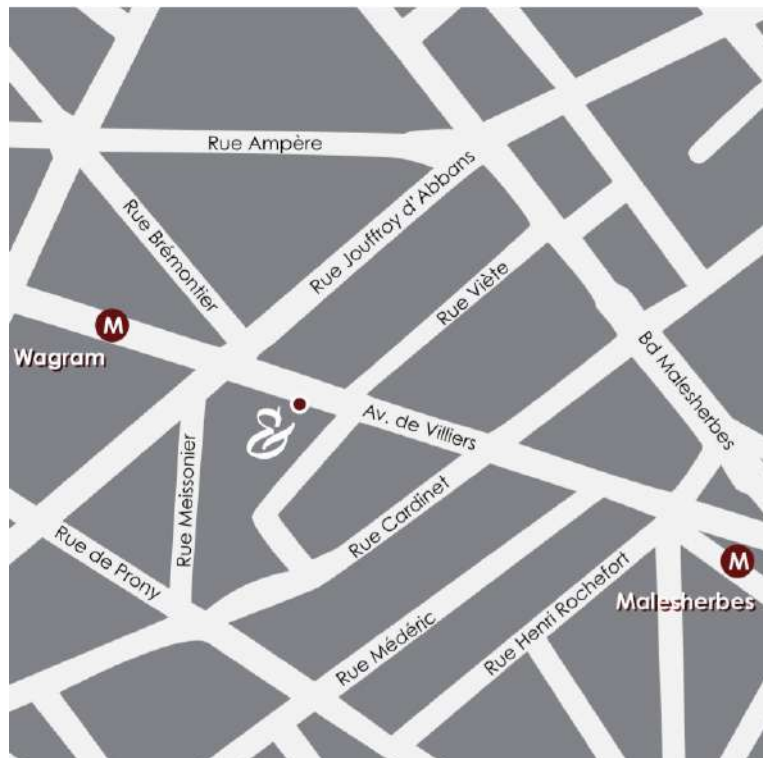 Rue Ampère
Rue Jouffroy d'Abbans
Rue Brémontier
Rue Viète
M
Wagram
Bd Malesherbes
&
Av. de Villiers
Rue Meissonier
Rue Cardinet
Rue de Prony
M
Malesherbes
Rue Médéric
Rue Henri Rochefort